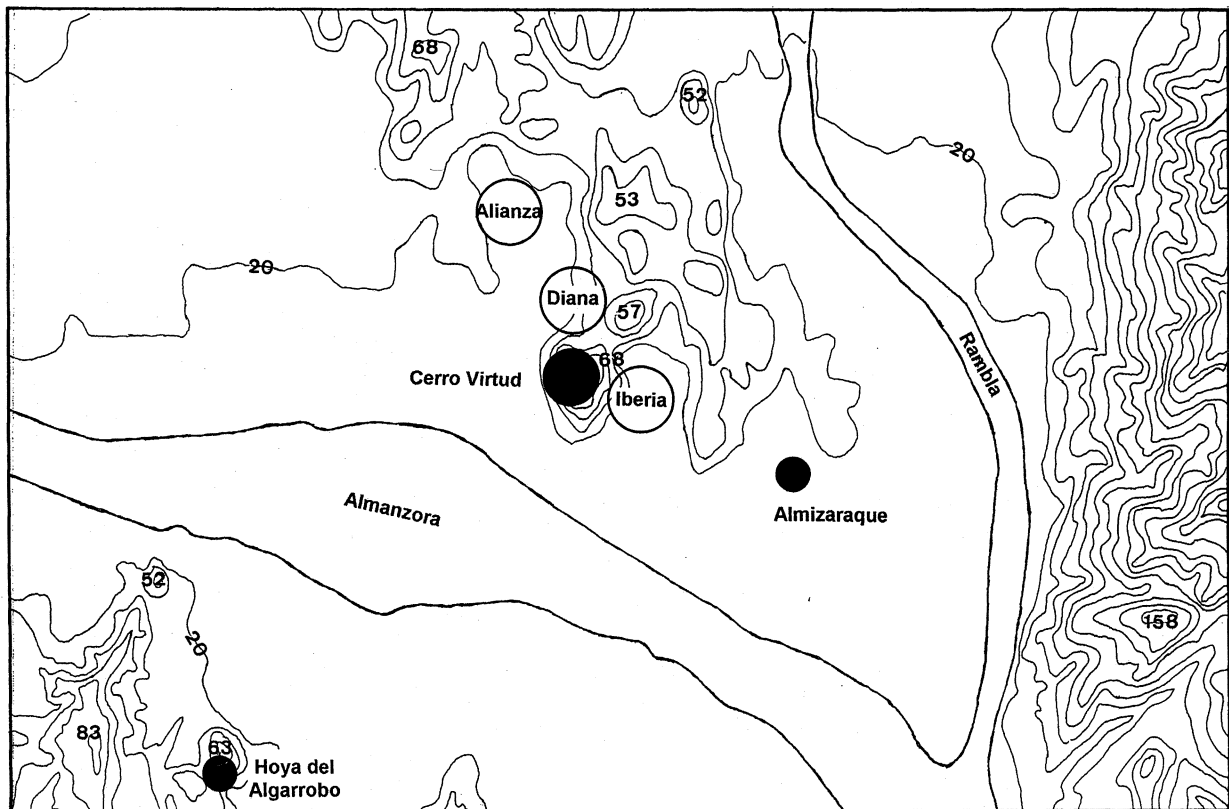 68
52
20
53
Alianza
20
Diana
57
68
Rambla
Cerro Virtud
Iberia
Almanzora
Almizaraque
52
20
158
83
63
Hoya del
Algarrobo